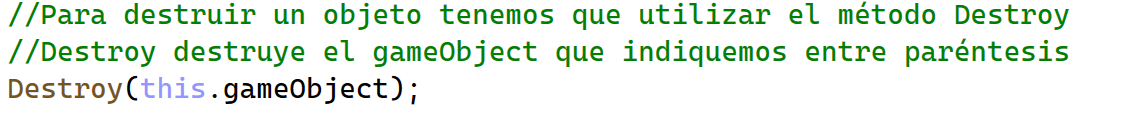 //Para destruir un objeto tenemos que utilizar el método Destroy
//Destroy destruye el gameObject que indiquemos entre paréntesis
Destroy(this.gameObject);